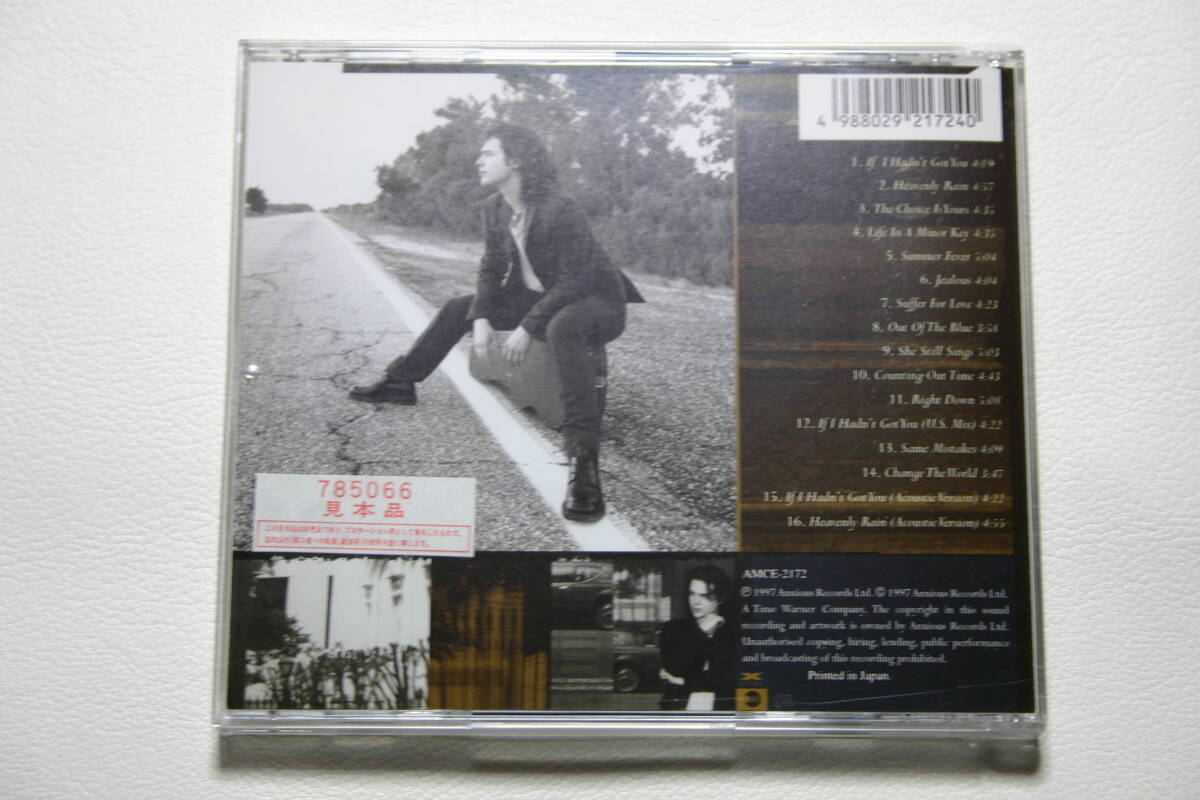 4 988029 217240
1. If I Hadn't Got You 4:19
2. Heavenly Rain 4:57
3. The Choice Is Yours 4:35
4. Life In A Minor Key 4:35
5. Summer Fever 5:04
6. Jealous 4:04
7. Suffer For Love 4:23
8. Out Of The Blue 3:58
9. She Still Sings 5:03
10. Counting Out Time 4:43
11. Right Down 5:08
12. If I Hadn't Got You (U.S. Mix) 4:22
13. Same Mistakes 4:09
14. Change The World 3:47
15. If I Hadn't Got You (Acoustic Version) 4:22
16. Heavenly Rain (Acoustic Version) 4:55
785066
見本品
AMCE-2172
℗ 1997 Anxious Records Ltd. © 1997 Anxious Records Ltd.
A Time Warner Company. The copyright in this sound
recording and artwork is owned by Anxious Records Ltd.
Unauthorised copying, hiring, lending, public performance
and broadcasting of this recording prohibited.
Printed in Japan.